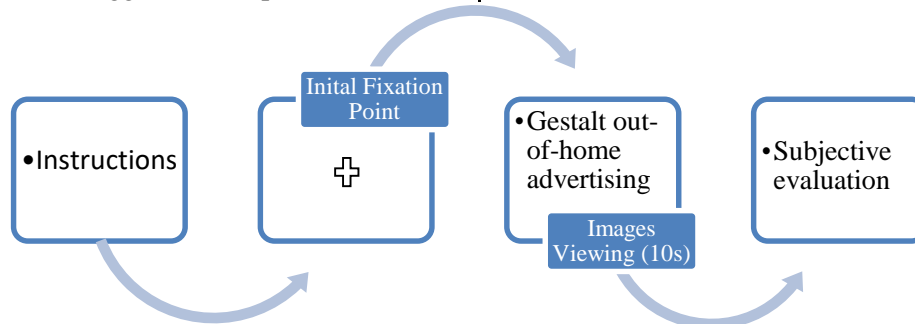 •Instructions
Inital Fixation
Point
•Gestalt out-
of-home
advertising
Images
Viewing (10s)
•Subjective
evaluation